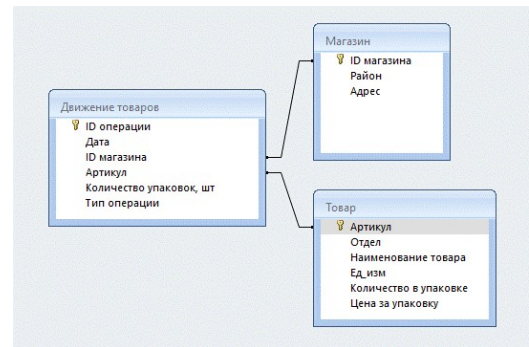 Магазин
ID магазина
Район
Адрес
Движение товаров
ID операции
Дата
ID магазина
Артикул
Количество упаковок, шт
Тип операции
Товар
Артикул
Отдел
Наименование товара
Ед_изм
Количество в упаковке
Цена за упаковку